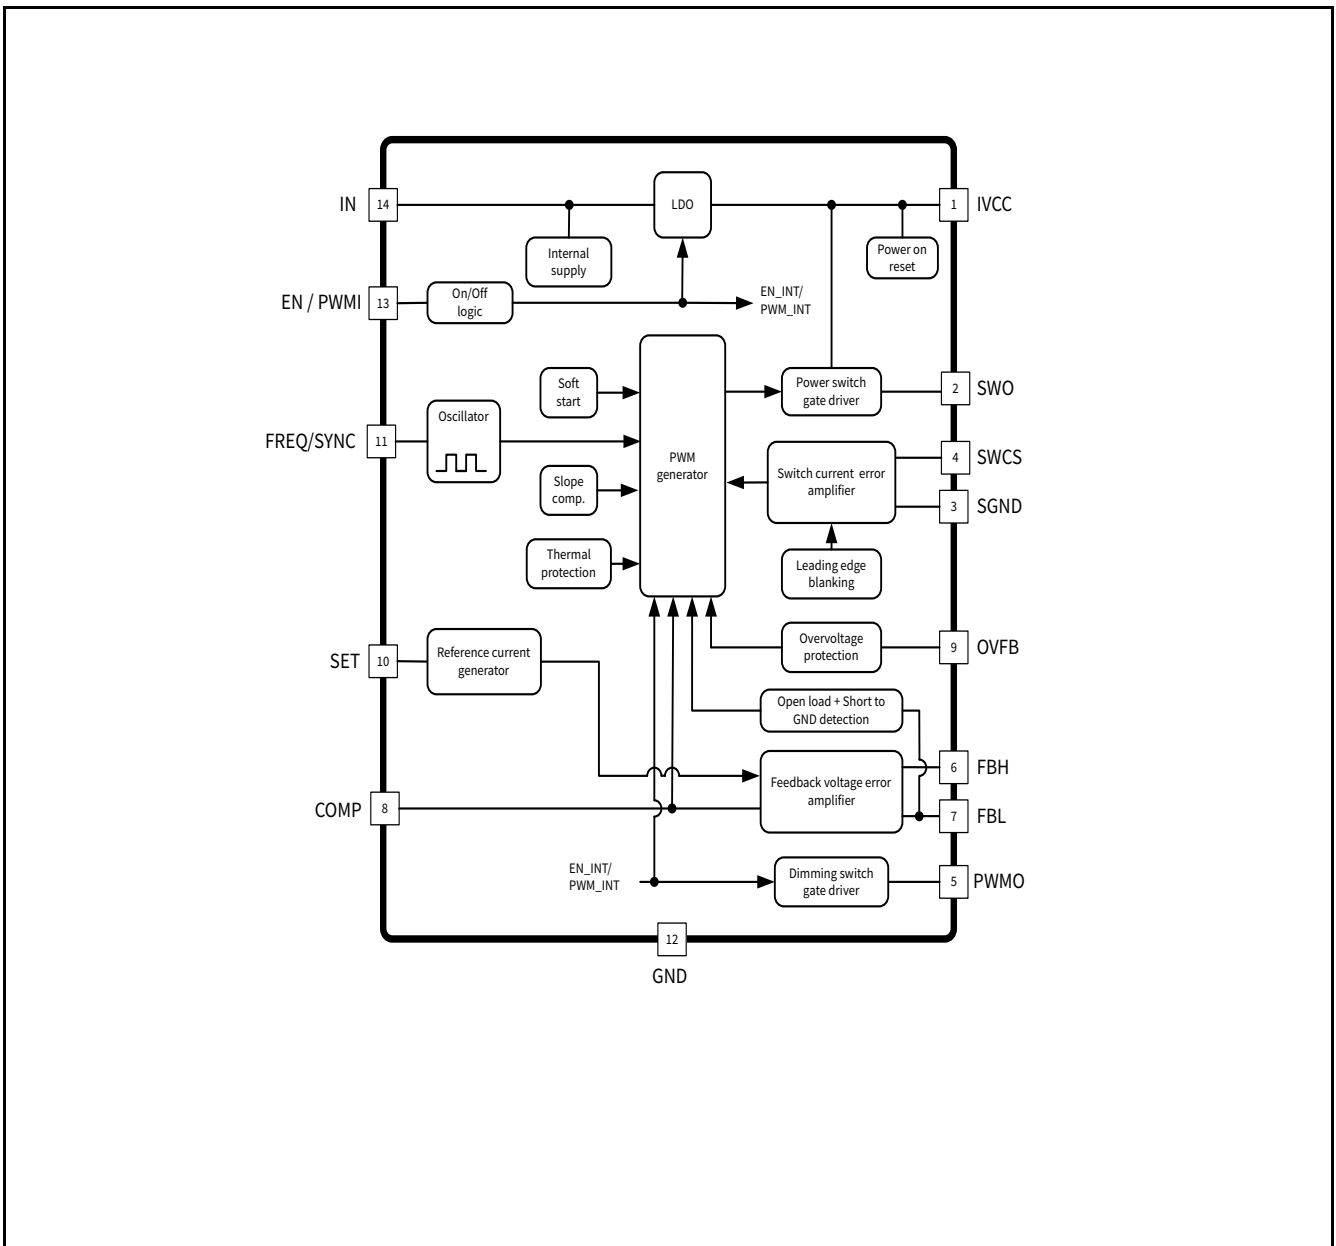 IN
14
LDO
1
IVCC
Internal
supply
Power on
reset
EN / PWMI
13
On/Off
logic
EN_INT/
PWM_INT
Soft
start
Power switch
gate driver
2
SWO
FREQ/SYNC
11
Oscillator
PWM
generator
Switch current error
amplifier
4
SWCS
3
SGND
Slope
comp.
Thermal
protection
Leading edge
blanking
SET
10
Reference current
generator
Overvoltage
protection
9
OVFB
Open load + Short to
GND detection
6
FBH
Feedback voltage error
amplifier
7
FBL
COMP
8
EN_INT/
PWM_INT
Dimming switch
gate driver
5
PWMO
12
GND